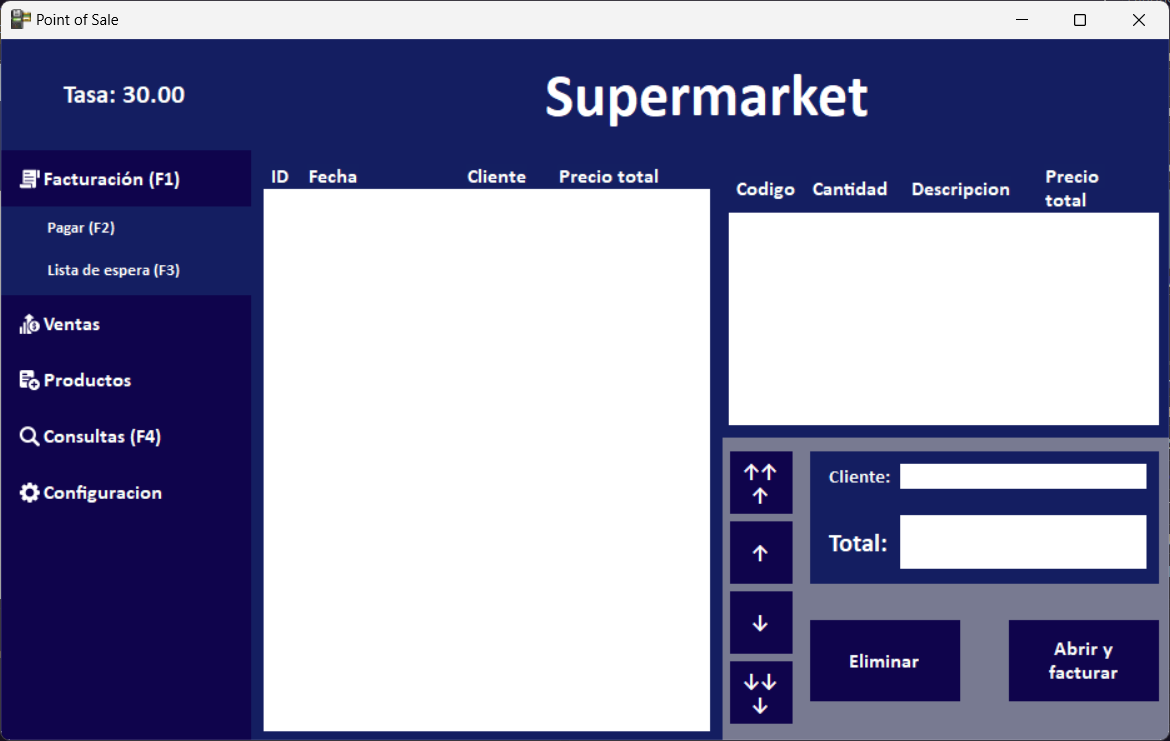 Point of Sale
Tasa: 30.00
Supermarket
Facturación (F1)
Pagar (F2)
Lista de espera (F3)
Ventas
Productos
Consultas (F4)
Configuracion
ID Fecha Cliente Precio total
Codigo Cantidad Descripcion Precio
total
↑↑
↑
↑
↓
↓↓
↓
Cliente:
Total:
Eliminar
Abrir y
facturar